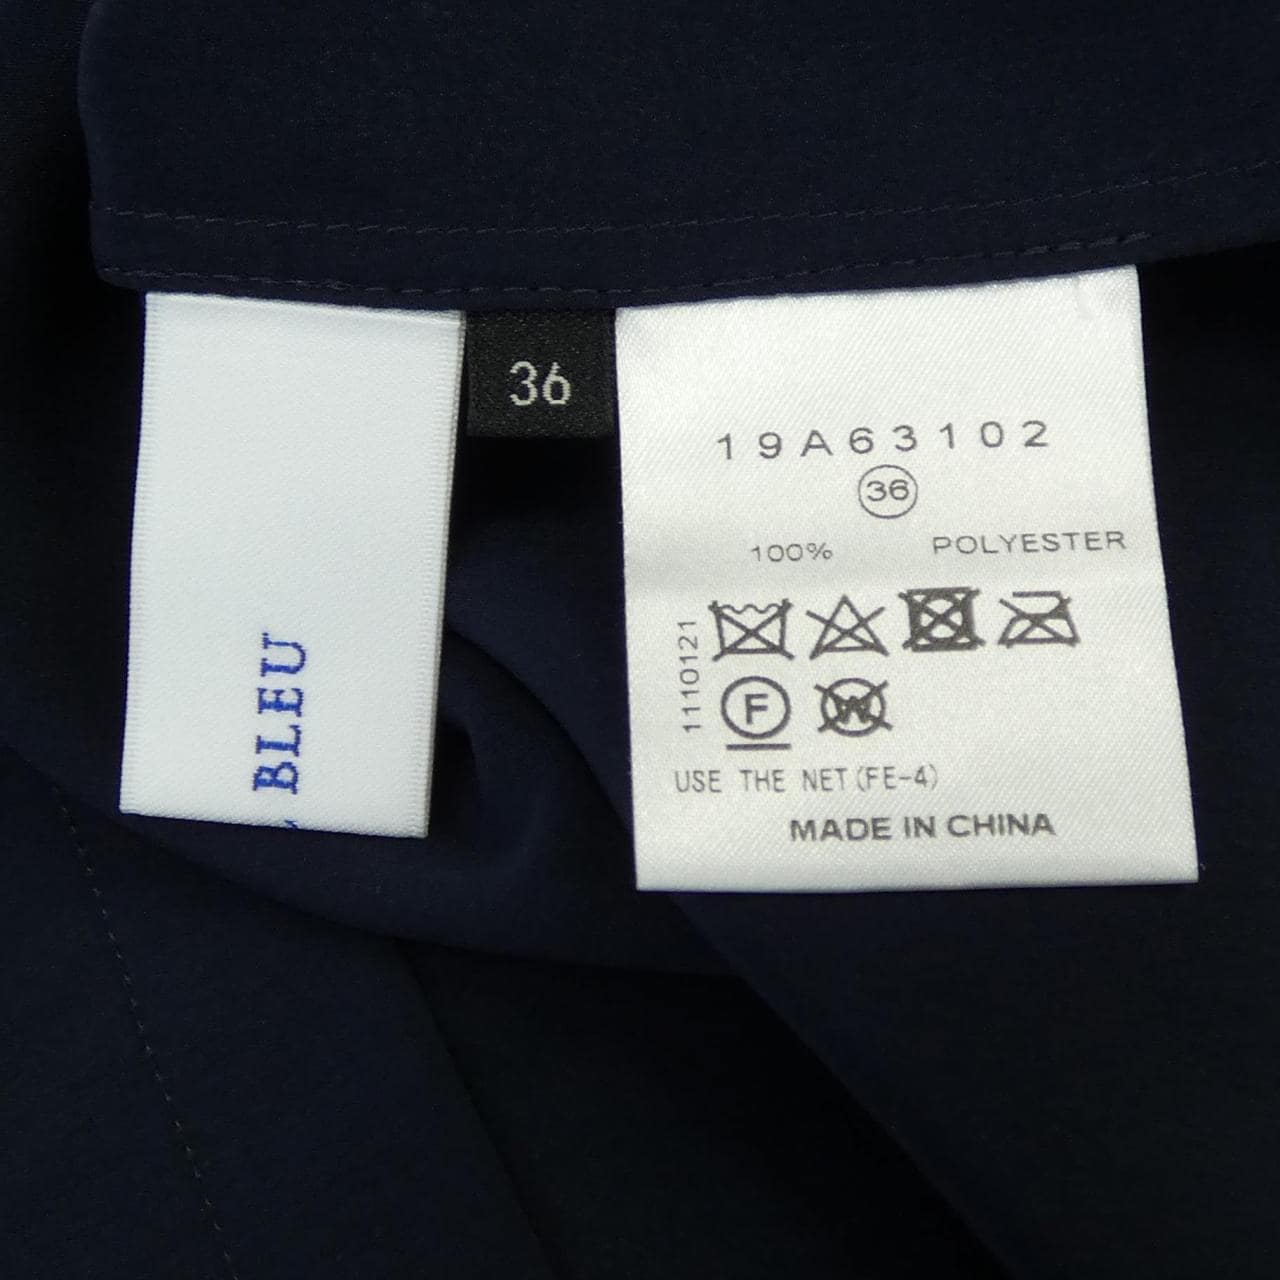 BLEU
36
19A63102
36
100% POLYESTER
1110121
F
W
USE THE NET (FE-4)
MADE IN CHINA